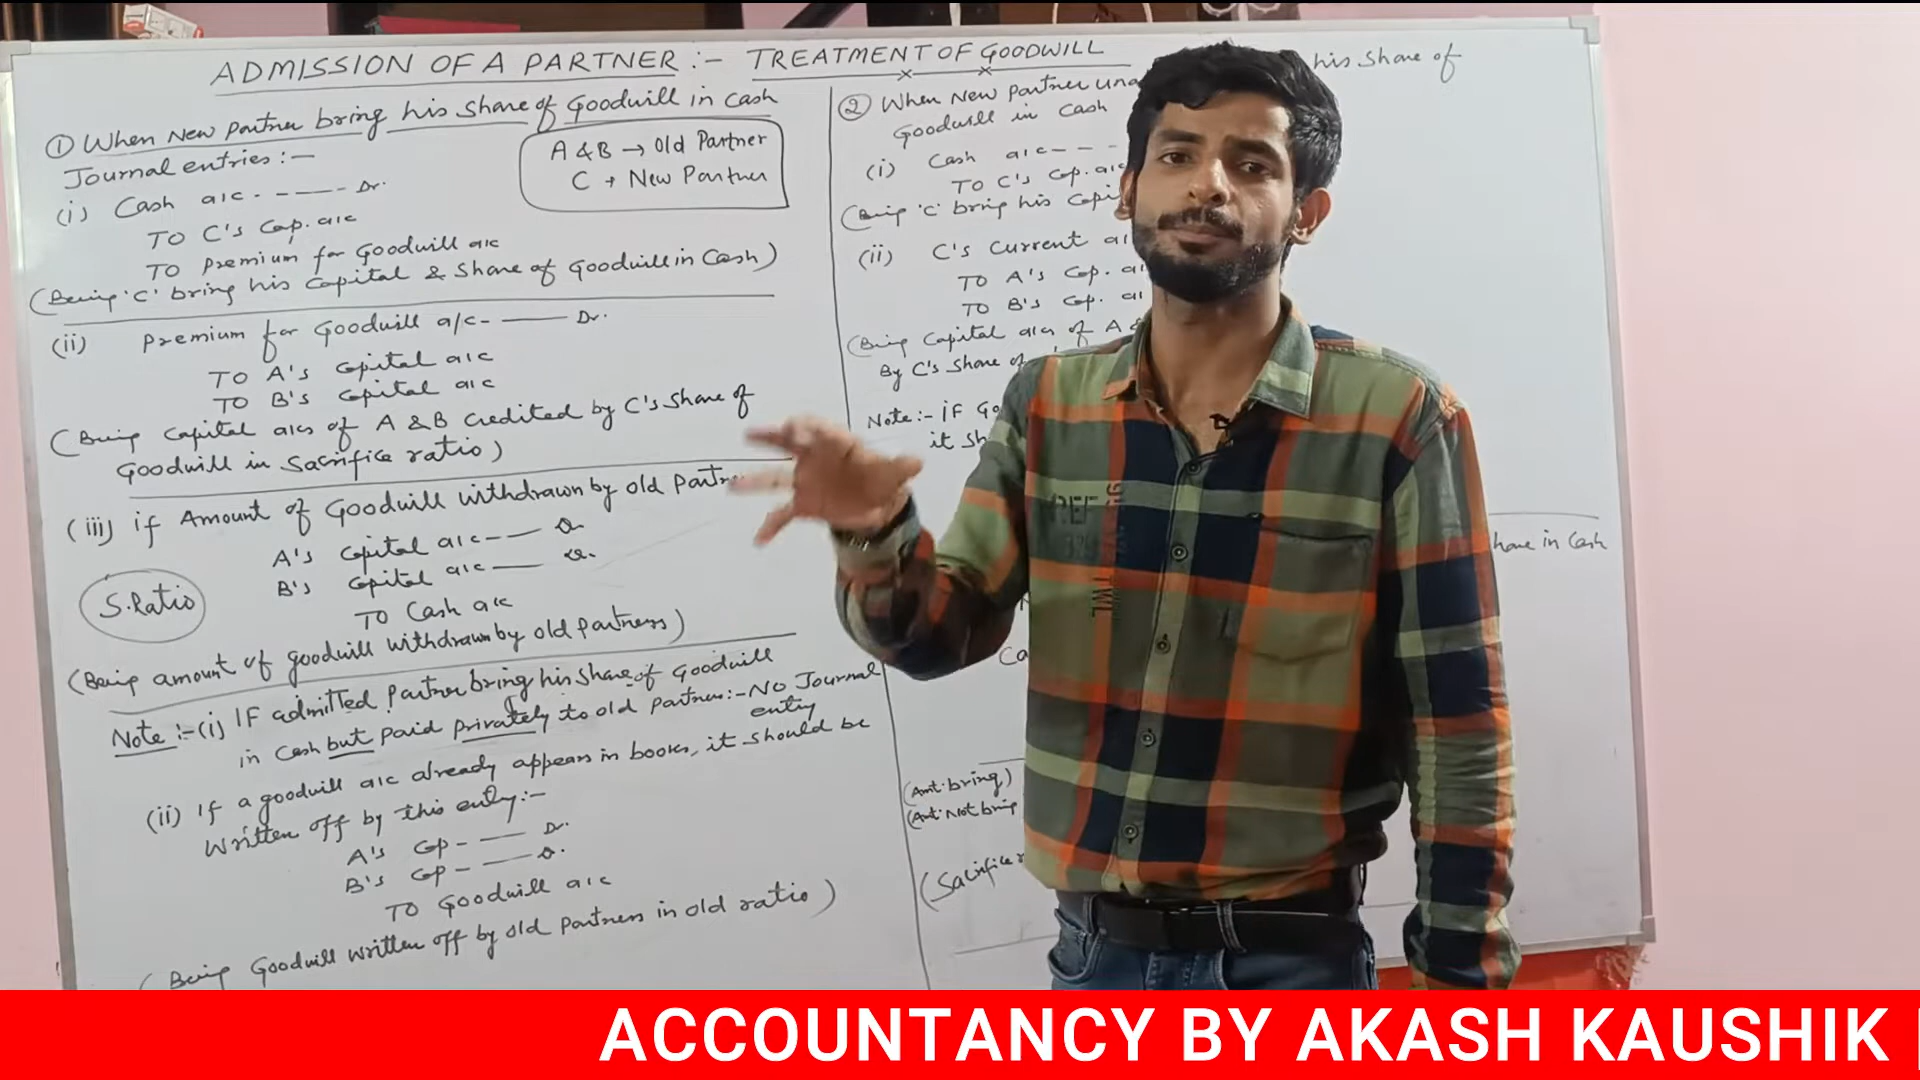 ADMISSION OF A PARTNER :- TREATMENT OF GOODWILL
① When New partner bring his share of Goodwill in cash
Journal entries :-
A & B → Old Partner
C → New Partner
(i) Cash a/c - - —— - Dr.
TO C's Cap. a/c
TO Premium for Goodwill a/c
(Being 'C' bring his Capital & Share of Goodwill in Cash)
(ii) Premium for Goodwill a/c - —— Dr.
TO A's Capital a/c
TO B's Capital a/c
(Being Capital a/cs of A & B Credited by C's Share of
Goodwill in Sacrifice ratio)
(iii) if Amount of Goodwill withdrawn by old
A's Capital a/c - — Dr.
B's Capital a/c — Dr.
TO Cash a/c
S.Ratio
(Being amount of goodwill withdrawn by old partners)
Note :- (i) IF admitted Partner bring his share of Goodwill
in Cash but paid privately to old Partner :- No Journal
entry
(ii) If a goodwill a/c already appears in books, it should be
Written off by this entry :-
A's Cap - —— Dr.
B's Cap - —— Dr.
TO Goodwill a/c
(Being Goodwill written off by old Partners in old ratio)
② When New partner his Share of
Goodwill in Cash
(i) Cash a/c - - -
TO C's Cap. a/c
(Being 'C' bring his
(ii) C's Current
TO A's Cap.
TO B's Cap.
(Being Capital a/cs of A &
By C's Share of
Note :- IF
it
in Cash
(Amt. bring)
(Amt. Not bring
(Sacrifice
REF
TWL
ACCOUNTANCY BY AKASH KAUSHIK |